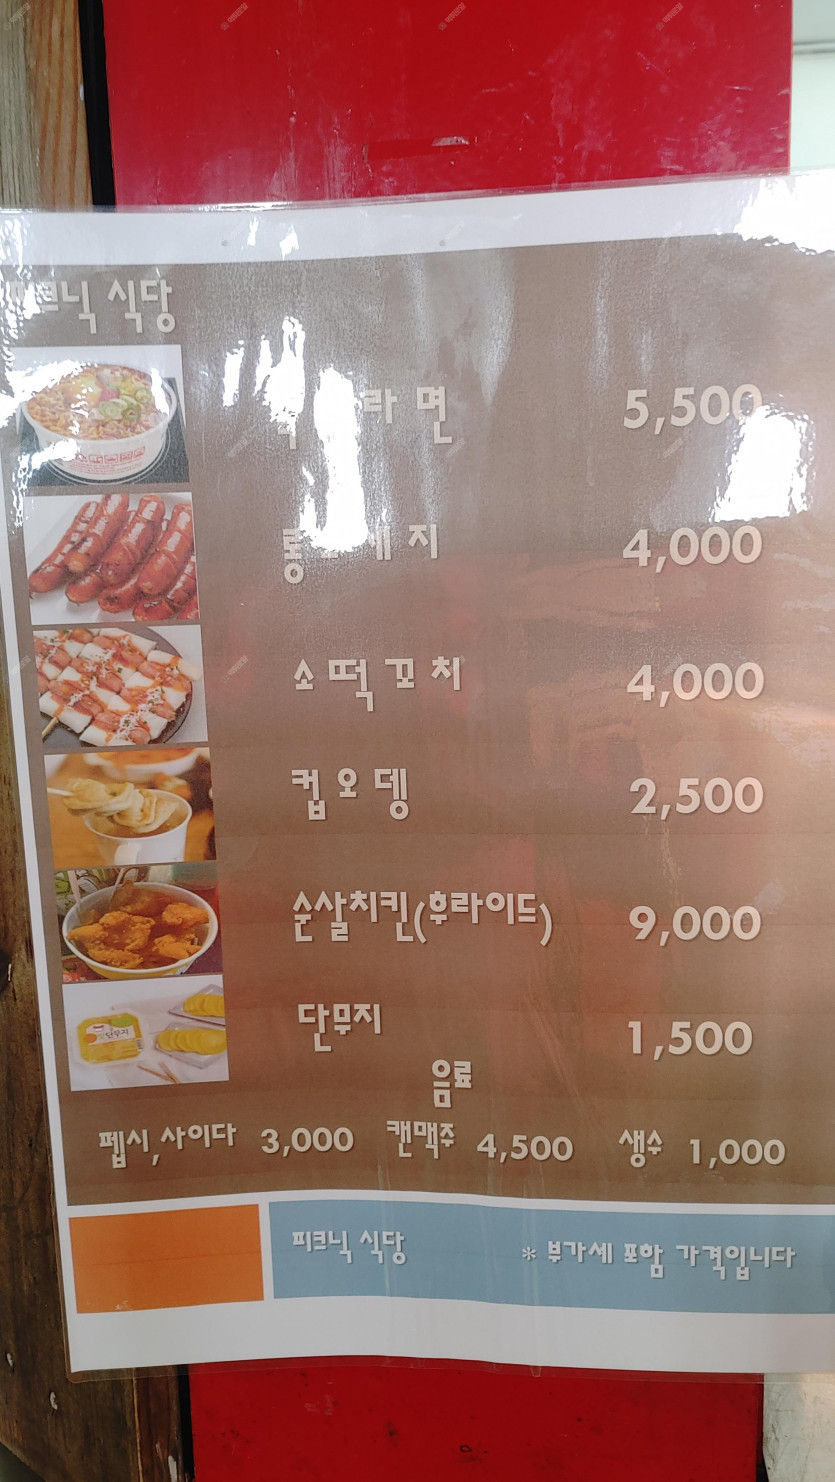 피크닉 식당
라면 5,500
4,000
소떡꼬치 4,000
컵오뎅 2,500
순살치킨(후라이드) 9,000
단무지 1,500
음료
펩시,사이다 3,000 캔맥주 4,500 생수 1,000
피크닉 식당 * 부가세 포함 가격입니다